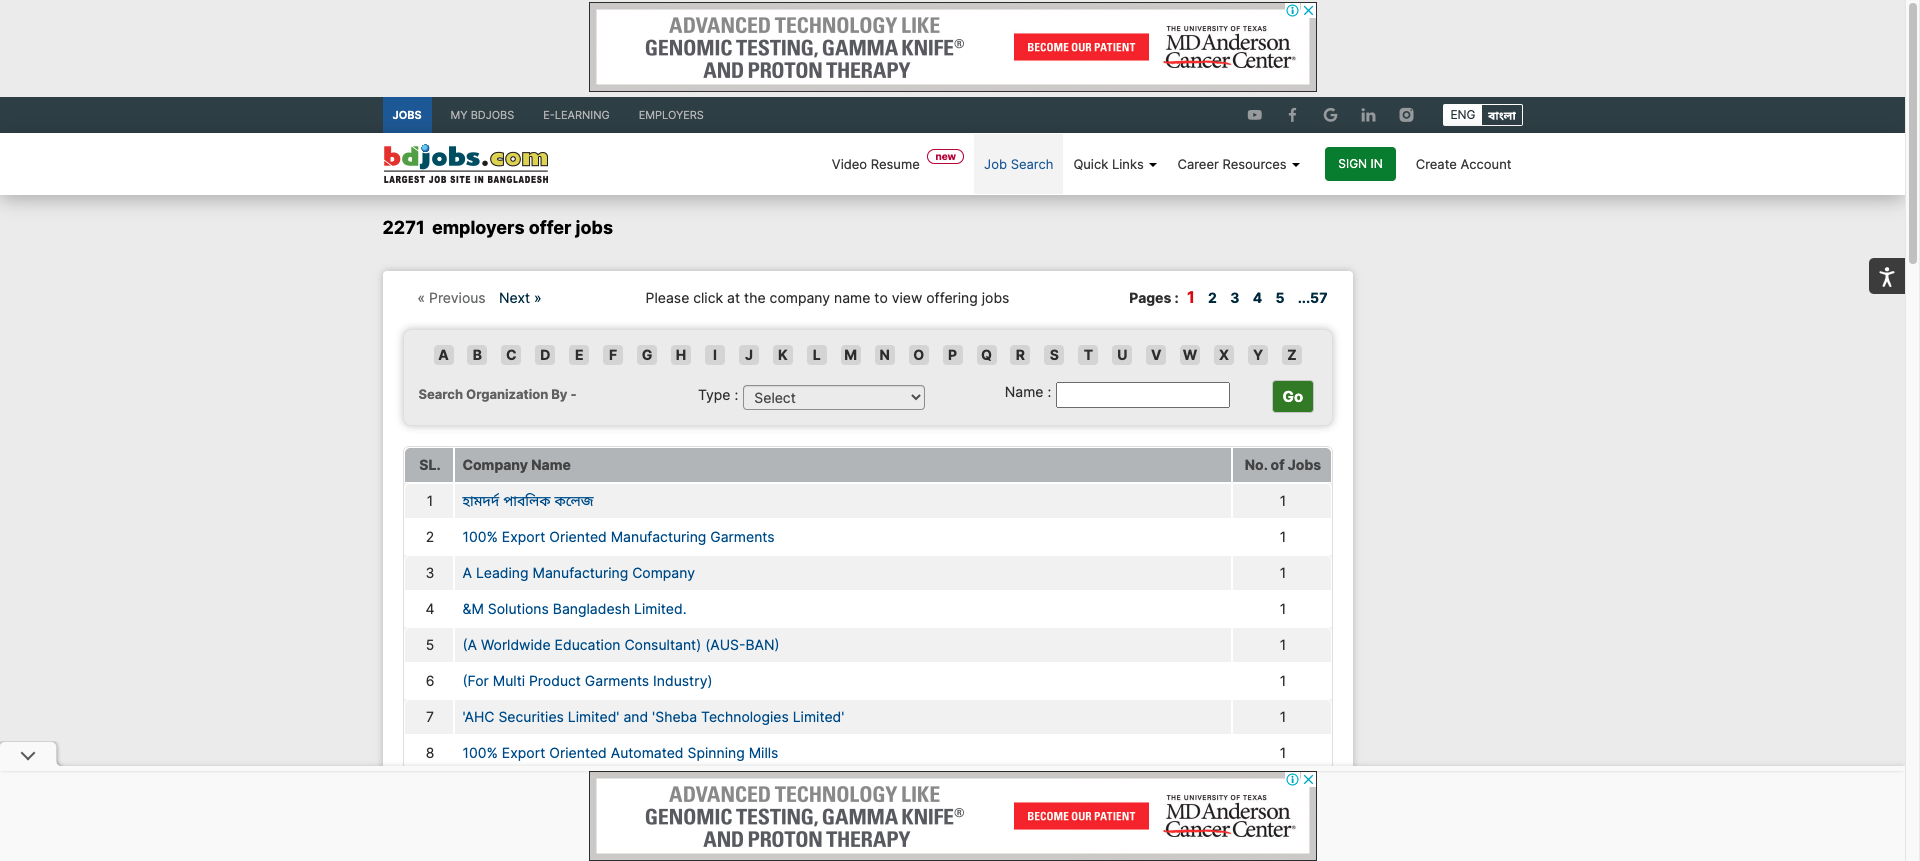 ADVANCED TECHNOLOGY LIKE
GENOMIC TESTING, GAMMA KNIFE®
AND PROTON THERAPY
BECOME OUR PATIENT
THE UNIVERSITY OF TEXAS
MD Anderson
Cancer Center®
JOBS MY BDJOBS E-LEARNING EMPLOYERS ENG বাংলা
bdjobs.com
LARGEST JOB SITE IN BANGLADESH
Video Resume new Job Search Quick Links Career Resources SIGN IN Create Account
2271 employers offer jobs
« Previous Next » Please click at the company name to view offering jobs Pages : 1 2 3 4 5 ...57
A B C D E F G H I J K L M N O P Q R S T U V W X Y Z
Search Organization By - Type : Select Name : Go
SL. Company Name No. of Jobs
1 হামদর্দ পাবলিক কলেজ 1
2 100% Export Oriented Manufacturing Garments 1
3 A Leading Manufacturing Company 1
4 &M Solutions Bangladesh Limited. 1
5 (A Worldwide Education Consultant) (AUS-BAN) 1
6 (For Multi Product Garments Industry) 1
7 'AHC Securities Limited' and 'Sheba Technologies Limited' 1
8 100% Export Oriented Automated Spinning Mills 1
ADVANCED TECHNOLOGY LIKE
GENOMIC TESTING, GAMMA KNIFE®
AND PROTON THERAPY
BECOME OUR PATIENT
THE UNIVERSITY OF TEXAS
MD Anderson
Cancer Center®